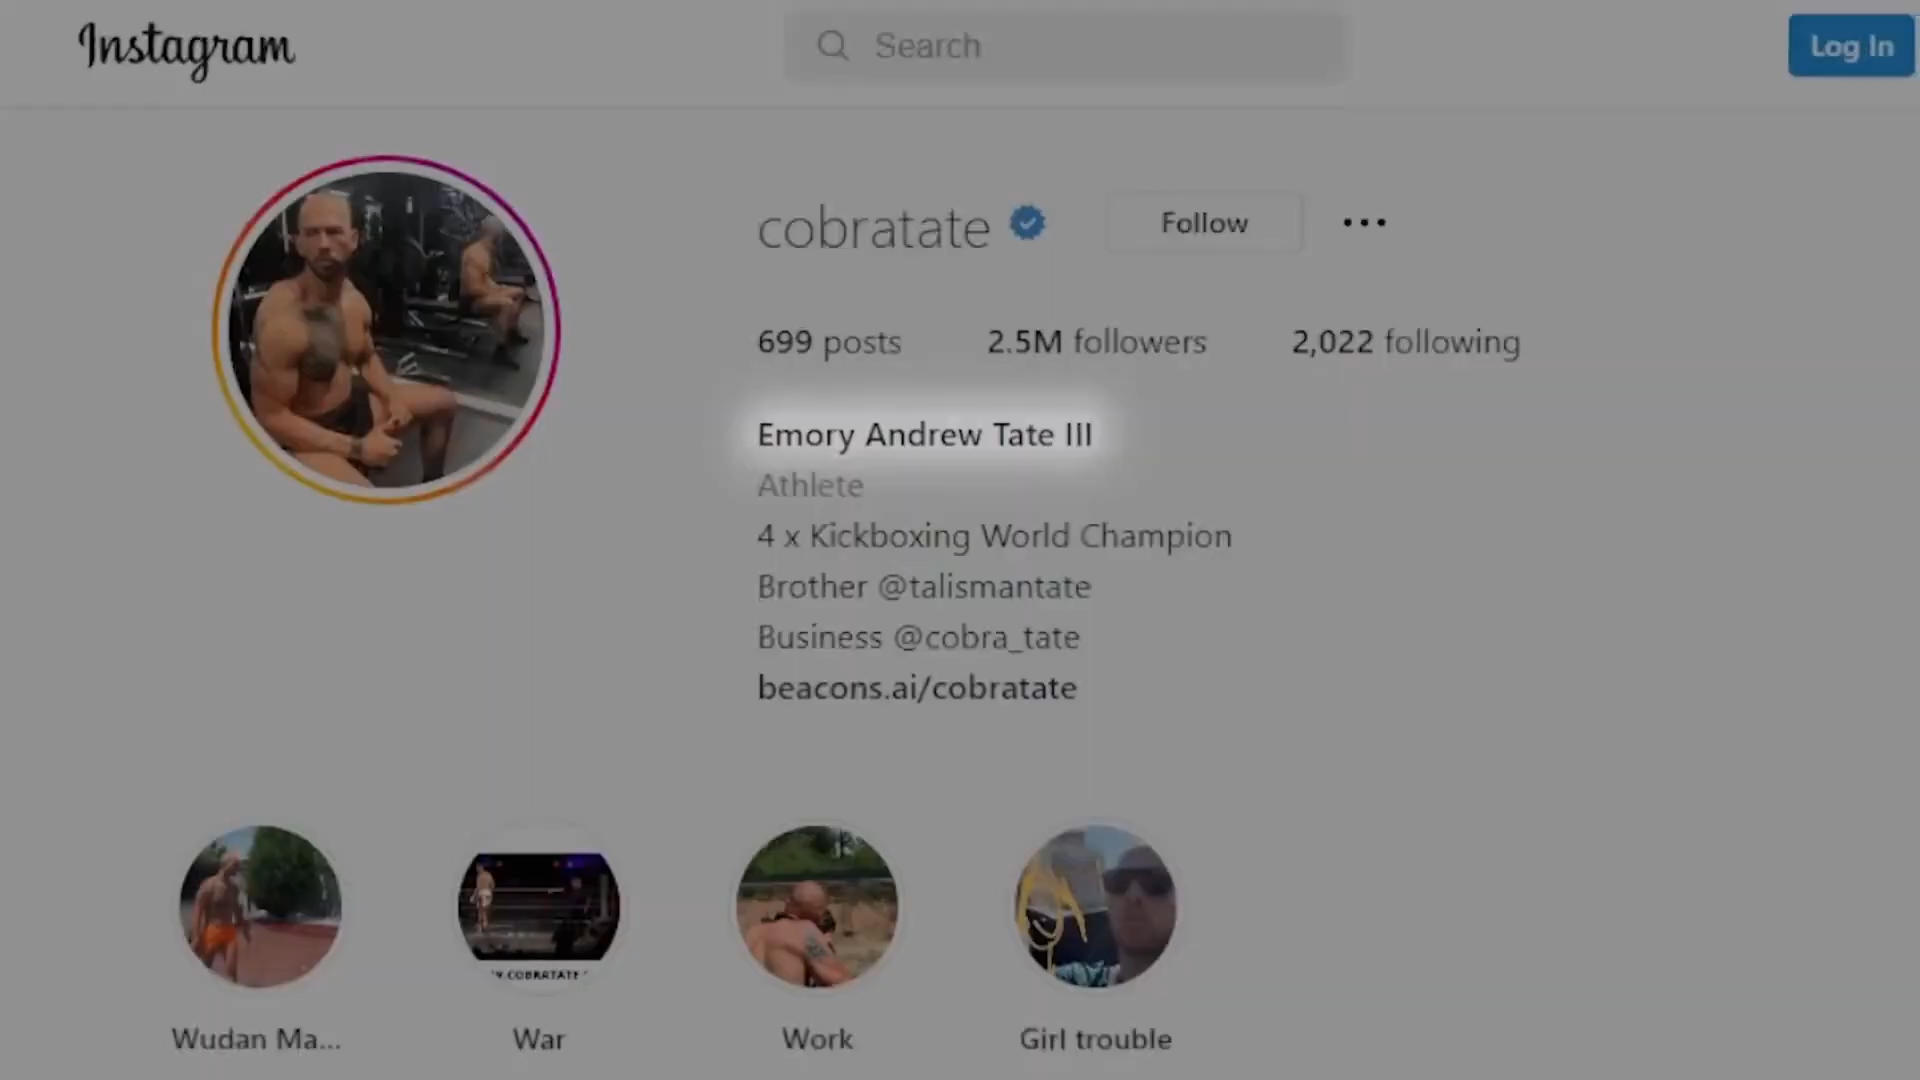 Instagram
Search
Log In
cobratate
Follow
699 posts 2.5M followers 2,022 following
Emory Andrew Tate III
Athlete
4 x Kickboxing World Champion
Brother @talismantate
Business @cobra_tate
beacons.ai/cobratate
COBRATATE
Wudan Ma...
War
Work
Girl trouble